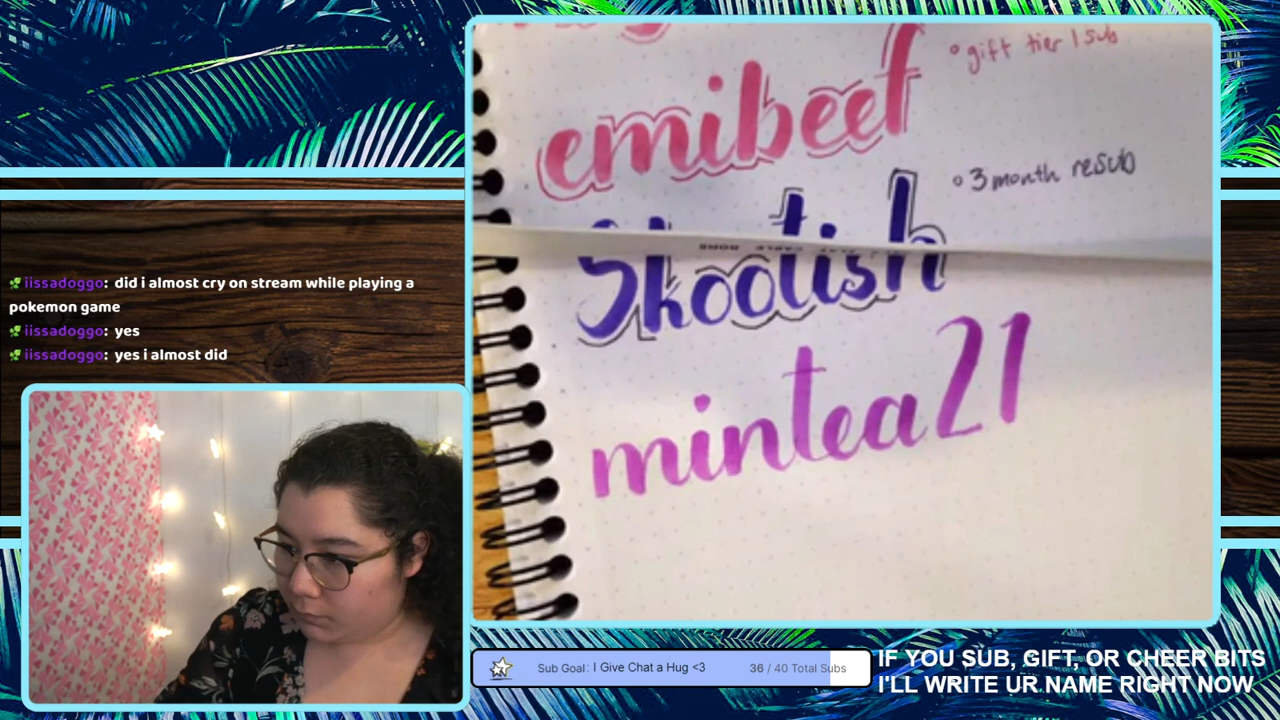 emibeef
gift tier 1 sub
Skootish
3 month resub
mintea21
iissadoggo: did i almost cry on stream while playing a
pokemon game
iissadoggo: yes
iissadoggo: yes i almost did
Sub Goal: I Give Chat a Hug <3 36 / 40 Total Subs
IF YOU SUB, GIFT, OR CHEER BITS
I'LL WRITE UR NAME RIGHT NOW